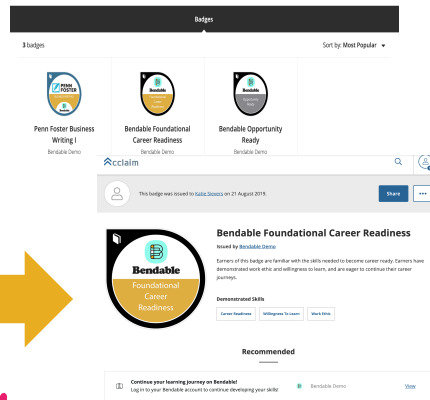 Badges
3 badges
Sort by: Most Popular
PENN FOSTER
Bendable
Bendable
Bendable
Penn Foster Business Writing I
Bendable Foundational Career Readiness
Bendable Opportunity Ready
Bendable Demo
Bendable Demo
Bendable Demo
Acclaim
This badge was issued to Katie Sievers on 21 August 2019.
Share
Bendable
Foundational
Career
Readiness
Bendable Foundational Career Readiness
Issued by Bendable Demo
Earners of this badge are familiar with the skills needed to become career ready. Earners have
demonstrated work ethic and willingness to learn, and are eager to continue their career
journeys.
Demonstrated Skills
Career Readiness
Willingness To Learn
Work Ethic
Recommended
Continue your learning journey on Bendable!
Log in to your Bendable account to continue developing your skills!
Bendable Demo
View